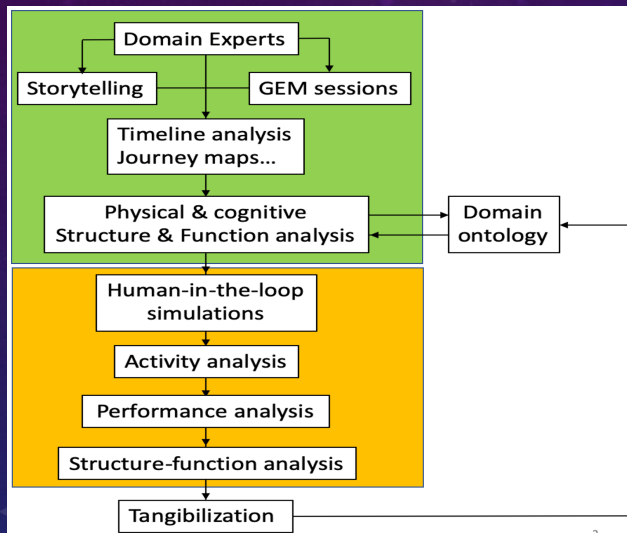 Domain Experts
Storytelling
GEM sessions
Timeline analysis
Journey maps...
Physical & cognitive
Structure & Function analysis
Domain
ontology
Human-in-the-loop
simulations
Activity analysis
Performance analysis
Structure-function analysis
Tangibilization